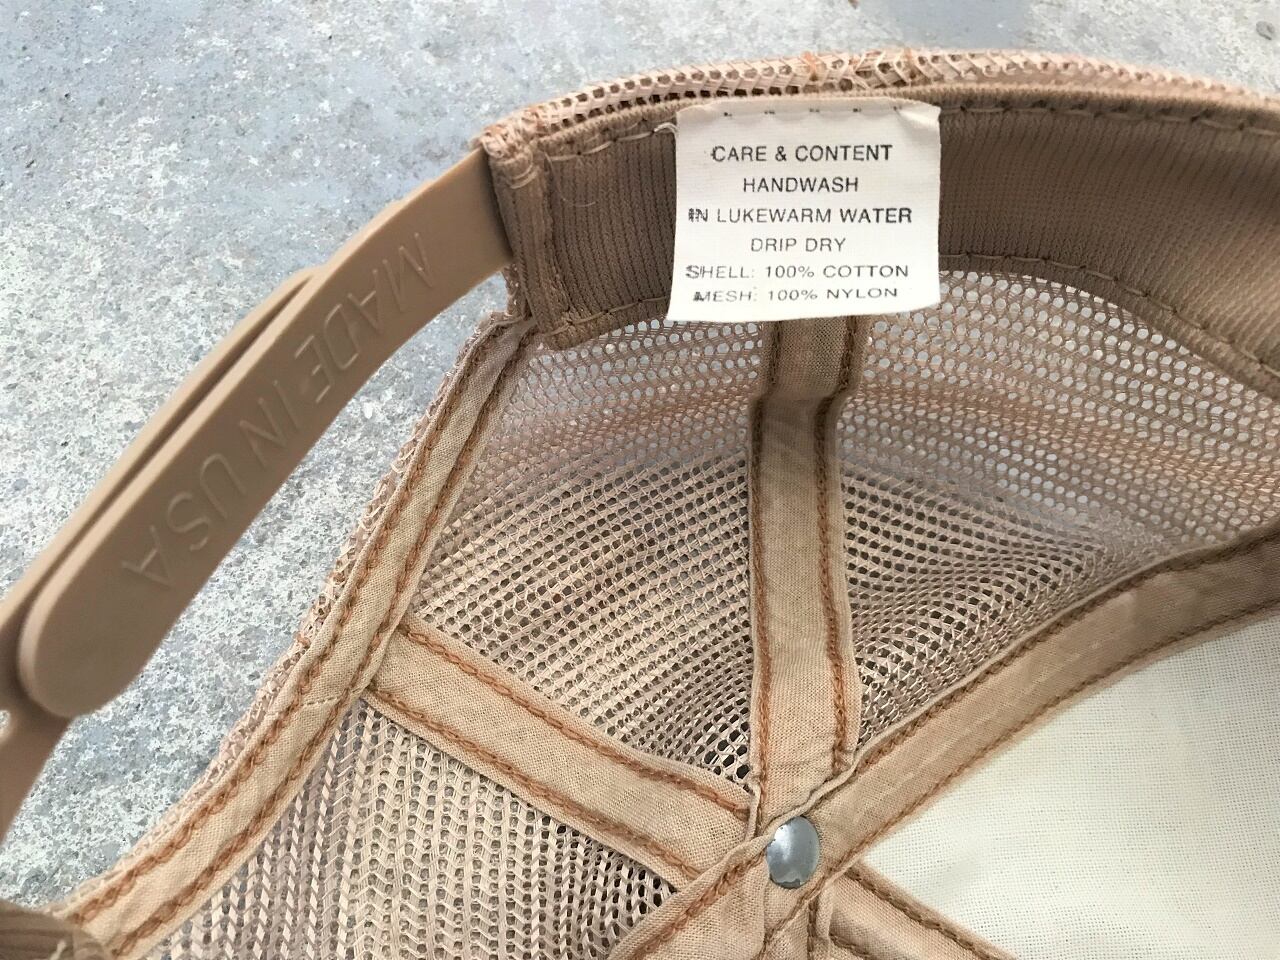 CARE & CONTENT
HANDWASH
IN LUKEWARM WATER
DRIP DRY
SHELL: 100% COTTON
MESH: 100% NYLON
MADE IN USA